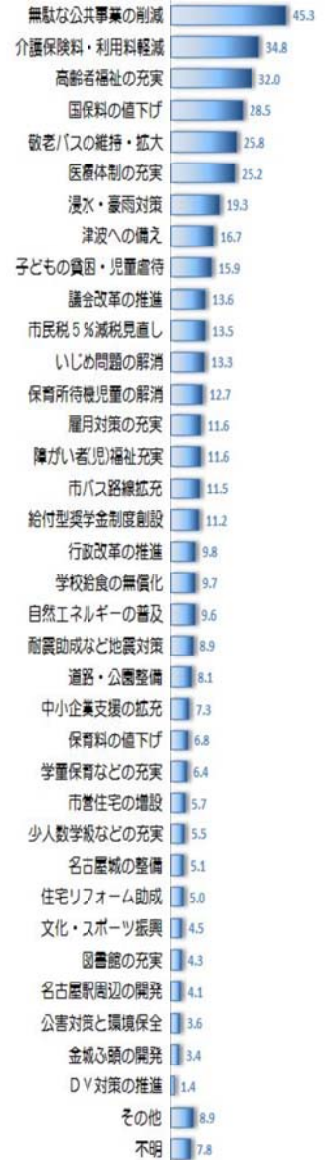 無駄な公共事業の削減 45.3
介護保険料・利用料軽減 34.8
高齢者福祉の充実 32.0
国保料の値下げ 28.5
敬老パスの維持・拡大 25.8
医療体制の充実 25.2
浸水・豪雨対策 19.3
津波への備え 16.7
子どもの貧困・児童虐待 15.9
議会改革の推進 13.6
市民税5%減税見直し 13.5
いじめ問題の解消 13.3
保育所待機児童の解消 12.7
雇用対策の充実 11.6
障がい者(児)福祉充実 11.6
市バス路線拡充 11.5
給付型奨学金制度創設 11.2
行政改革の推進 9.8
学校給食の無償化 9.7
自然エネルギーの普及 9.6
耐震助成など地震対策 8.9
道路・公園整備 8.1
中小企業支援の拡充 7.3
保育料の値下げ 6.8
学童保育などの充実 6.4
市営住宅の増設 5.7
少人数学級などの充実 5.5
名古屋城の整備 5.1
住宅リフォーム助成 5.0
文化・スポーツ振興 4.5
図書館の充実 4.3
名古屋駅周辺の開発 4.1
公害対策と環境保全 3.6
金城ふ頭の開発 3.4
DV対策の推進 1.4
その他 8.9
不明 7.8